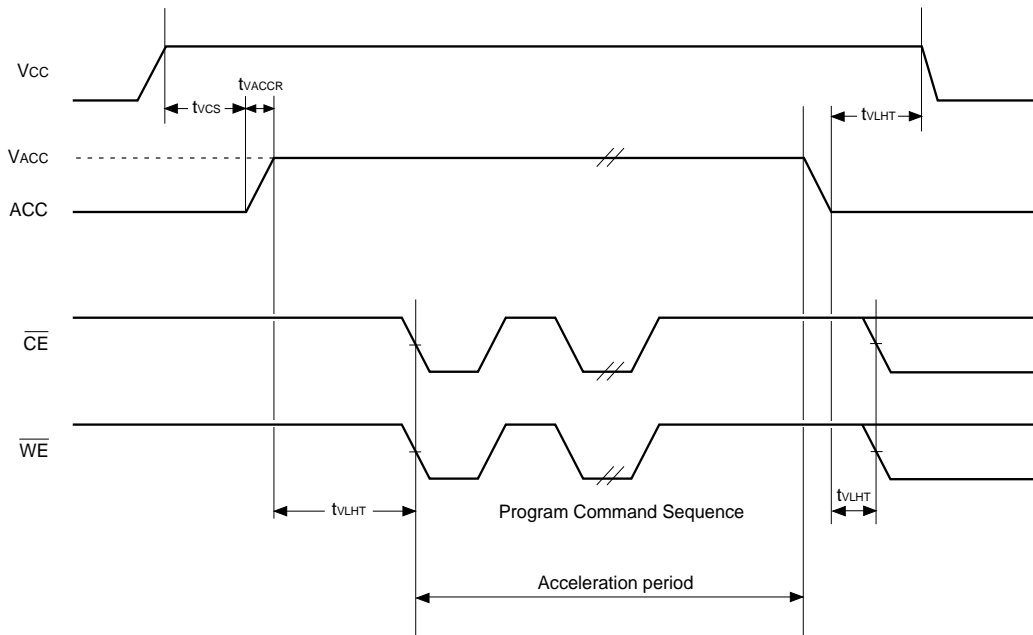 VCC
tVACCR
tVCS
tVLHT
VACC
ACC
CE
WE
tVLHT
Program Command Sequence
tVLHT
Acceleration period